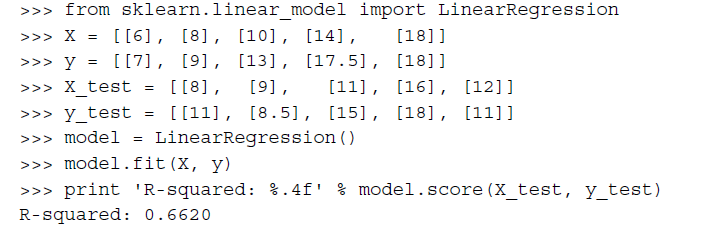 >>> from sklearn.linear_model import LinearRegression
>>> X = [[6], [8], [10], [14],   [18]]
>>> y = [[7], [9], [13], [17.5], [18]]
>>> X_test = [[8],  [9],   [11], [16], [12]]
>>> y_test = [[11], [8.5], [15], [18], [11]]
>>> model = LinearRegression()
>>> model.fit(X, y)
>>> print 'R-squared: %.4f' % model.score(X_test, y_test)
R-squared: 0.6620